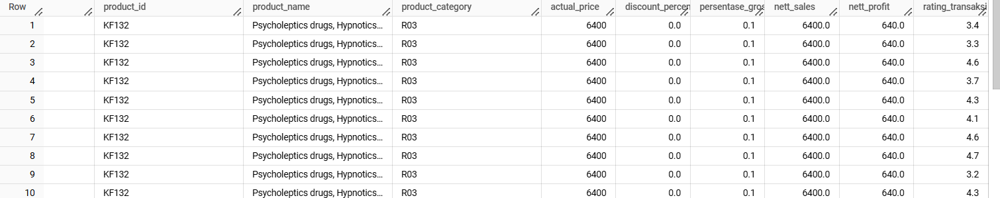 Row product_id product_name product_category actual_price discount_percen persentase_gros nett_sales nett_profit rating_transaksi
1 KF132 Psycholeptics drugs, Hypnotics... R03 6400 0.0 0.1 6400.0 640.0 3.4
2 KF132 Psycholeptics drugs, Hypnotics... R03 6400 0.0 0.1 6400.0 640.0 3.3
3 KF132 Psycholeptics drugs, Hypnotics... R03 6400 0.0 0.1 6400.0 640.0 4.6
4 KF132 Psycholeptics drugs, Hypnotics... R03 6400 0.0 0.1 6400.0 640.0 3.7
5 KF132 Psycholeptics drugs, Hypnotics... R03 6400 0.0 0.1 6400.0 640.0 4.3
6 KF132 Psycholeptics drugs, Hypnotics... R03 6400 0.0 0.1 6400.0 640.0 4.1
7 KF132 Psycholeptics drugs, Hypnotics... R03 6400 0.0 0.1 6400.0 640.0 4.6
8 KF132 Psycholeptics drugs, Hypnotics... R03 6400 0.0 0.1 6400.0 640.0 4.7
9 KF132 Psycholeptics drugs, Hypnotics... R03 6400 0.0 0.1 6400.0 640.0 3.2
10 KF132 Psycholeptics drugs, Hypnotics... R03 6400 0.0 0.1 6400.0 640.0 4.3